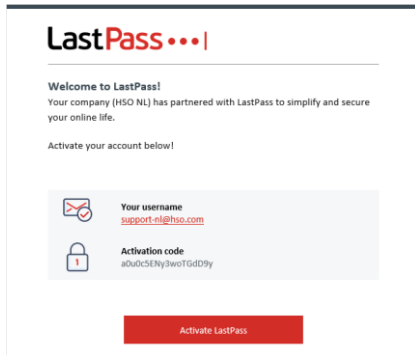 LastPass
Welcome to LastPass!
Your company (HSO NL) has partnered with LastPass to simplify and secure
your online life.
Activate your account below!
Your username
support-nl@hso.com
Activation code
a0u0c5ENy3woTGdD9y
1
Activate LastPass